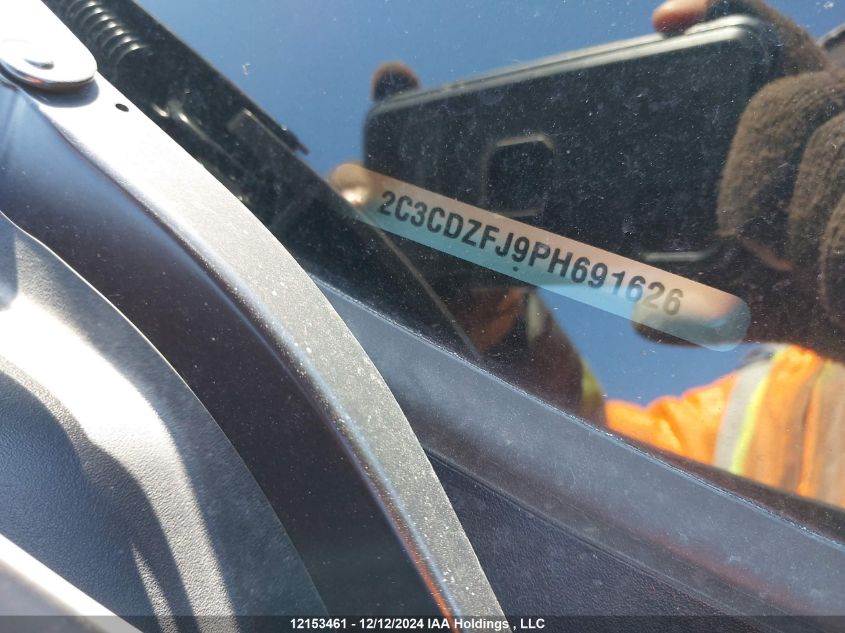 2C3CDZFJ9PH691626
12153461 - 12/12/2024 IAA Holdings , LLC